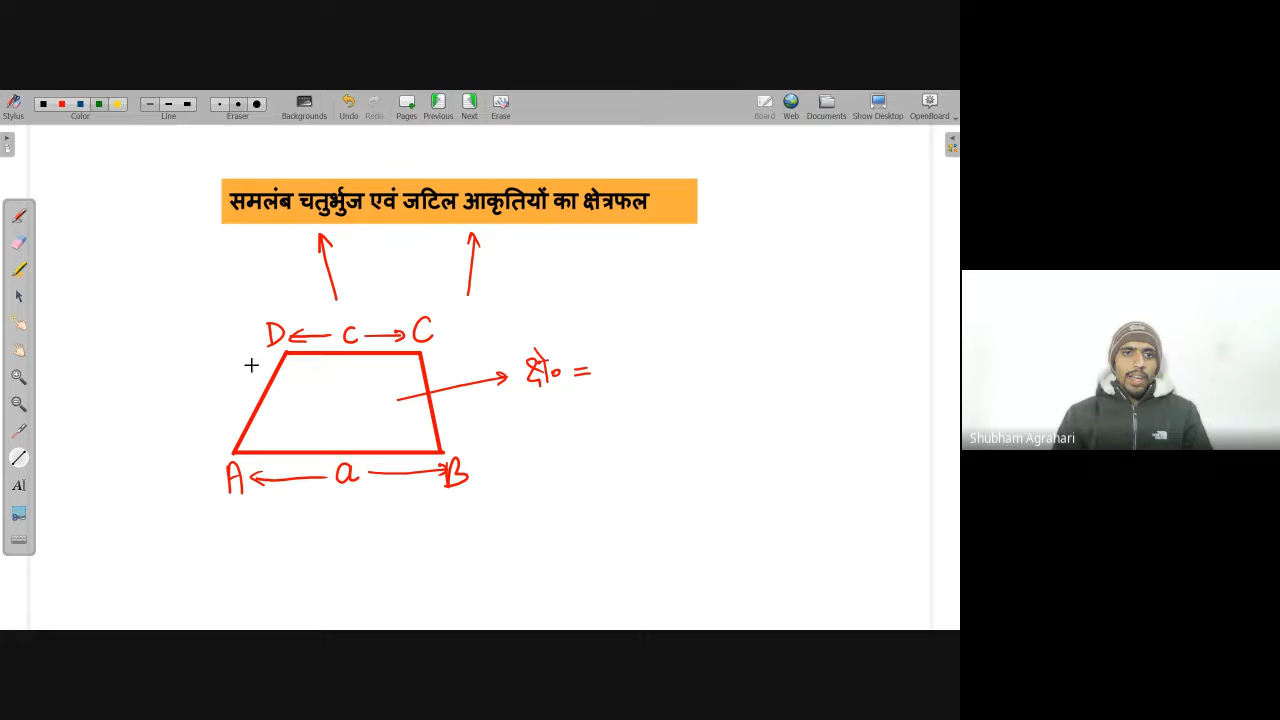 Stylus Color Line Eraser Backgrounds Undo Redo Pages Previous Next Erase Board Web Documents Show Desktop OpenBoard
समलंब चतुर्भुज एवं जटिल आकृतियों का क्षेत्रफल
D c C
क्षे० =
A a B
Shubham Agrahari